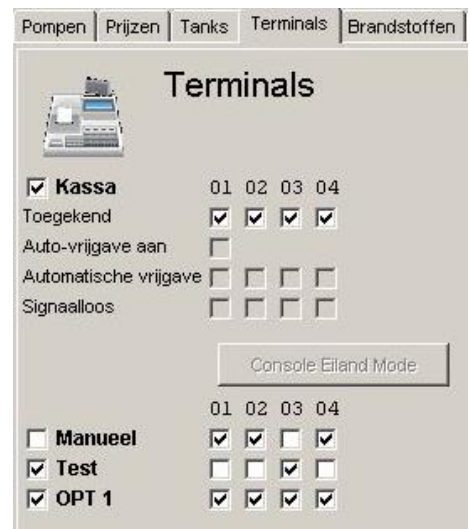 Pompen Prijzen Tanks Terminals Brandstoffen
Terminals
Kassa 01 02 03 04
Toegekend
Auto-vrijgave aan
Automatische vrijgave
Signaalloos
Console Eiland Mode
01 02 03 04
Manueel
Test
OPT 1